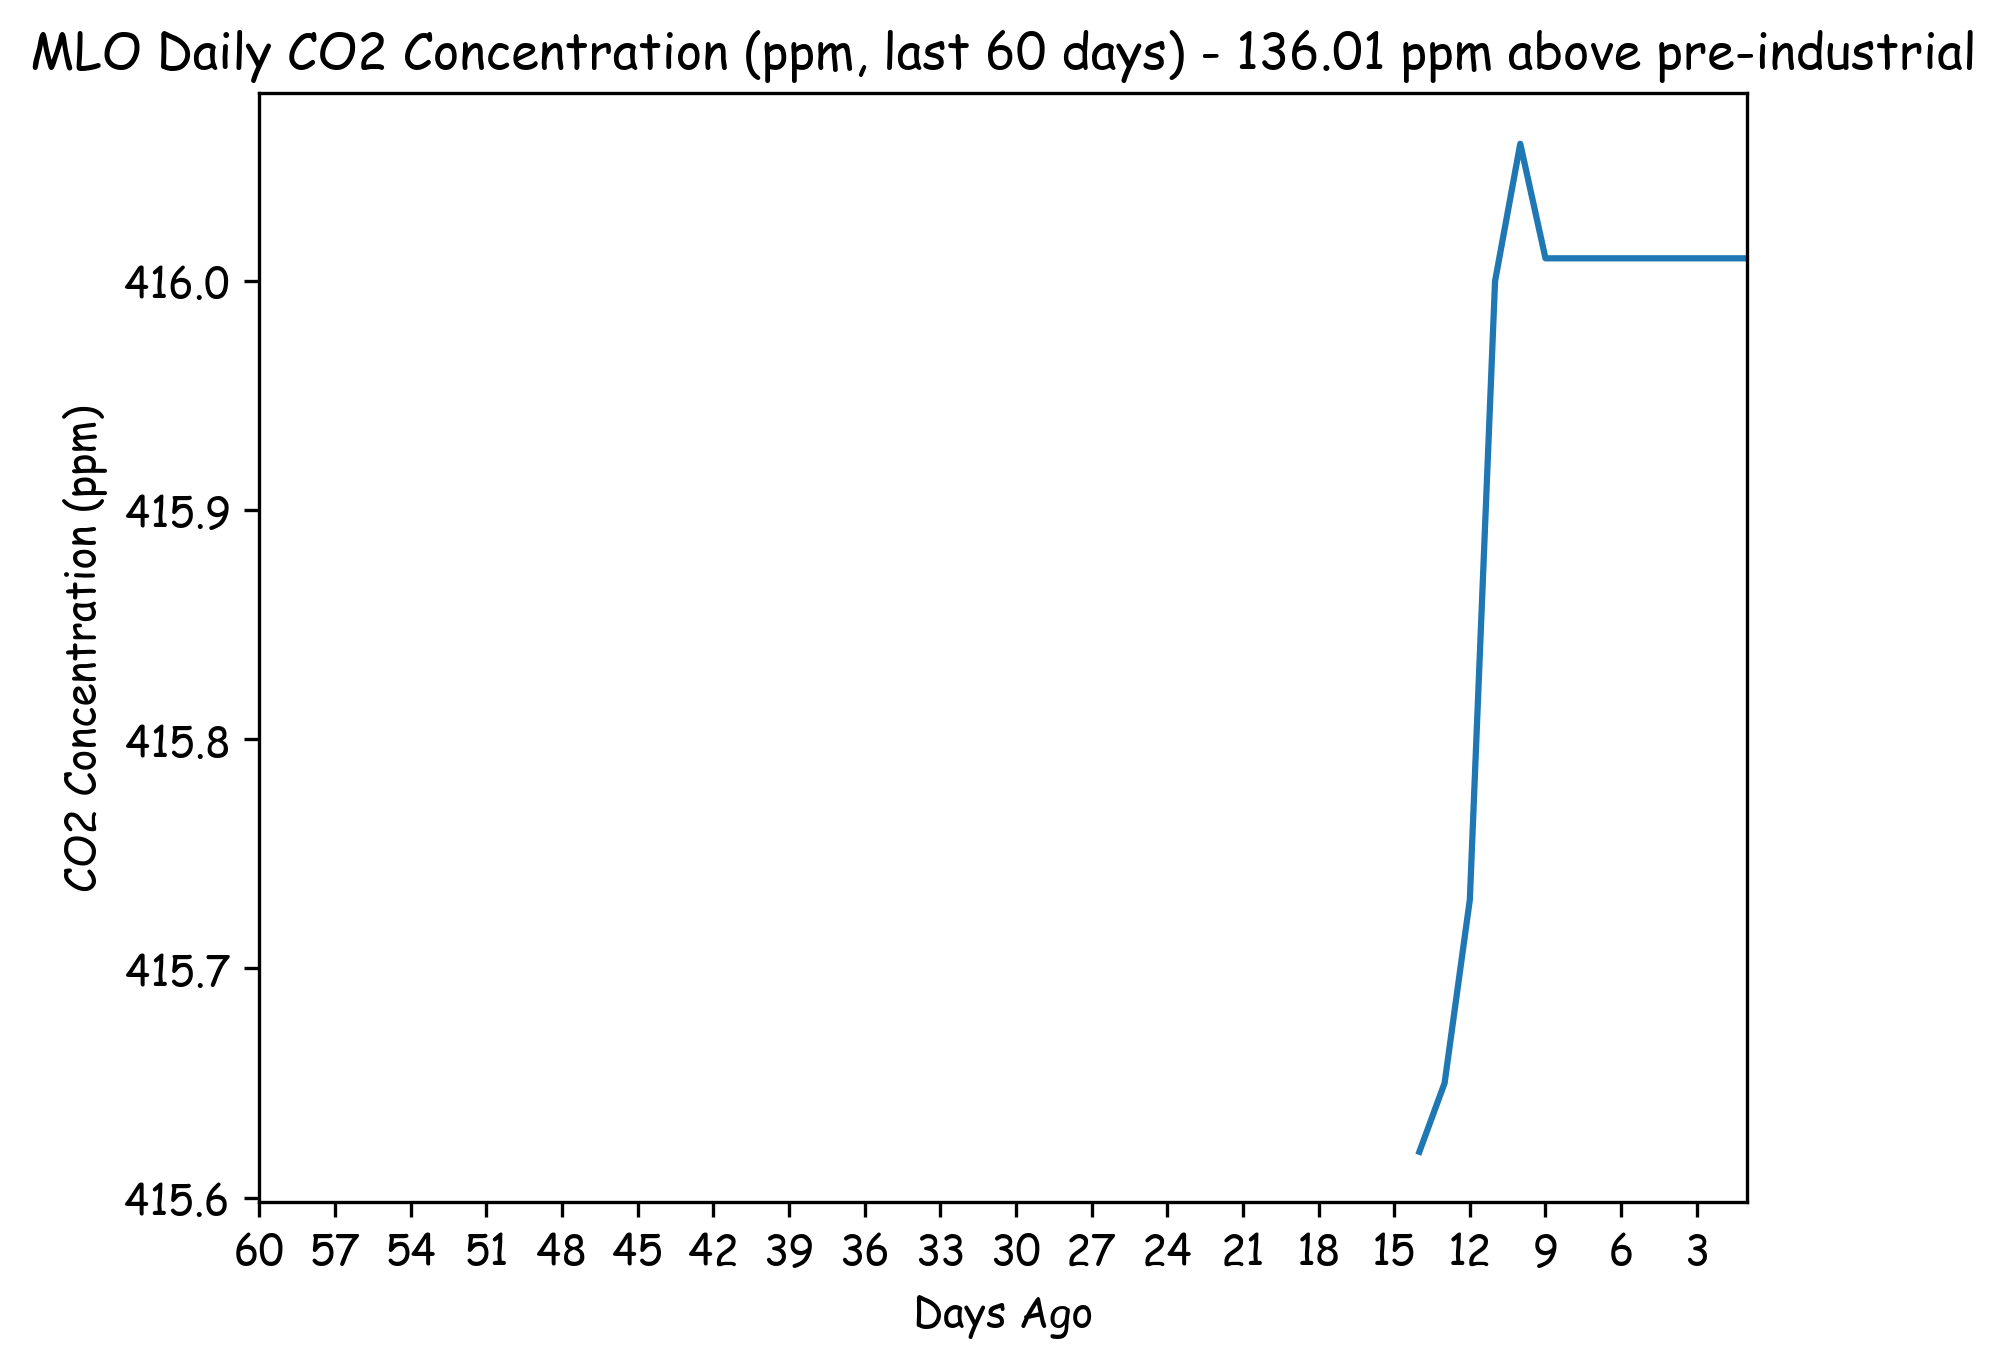 MLO Daily CO2 Concentration (ppm, last 60 days) - 136.01 ppm above pre-industrial
CO2 Concentration (ppm)
416.0
415.9
415.8
415.7
415.6
60 57 54 51 48 45 42 39 36 33 30 27 24 21 18 15 12 9 6 3
Days Ago